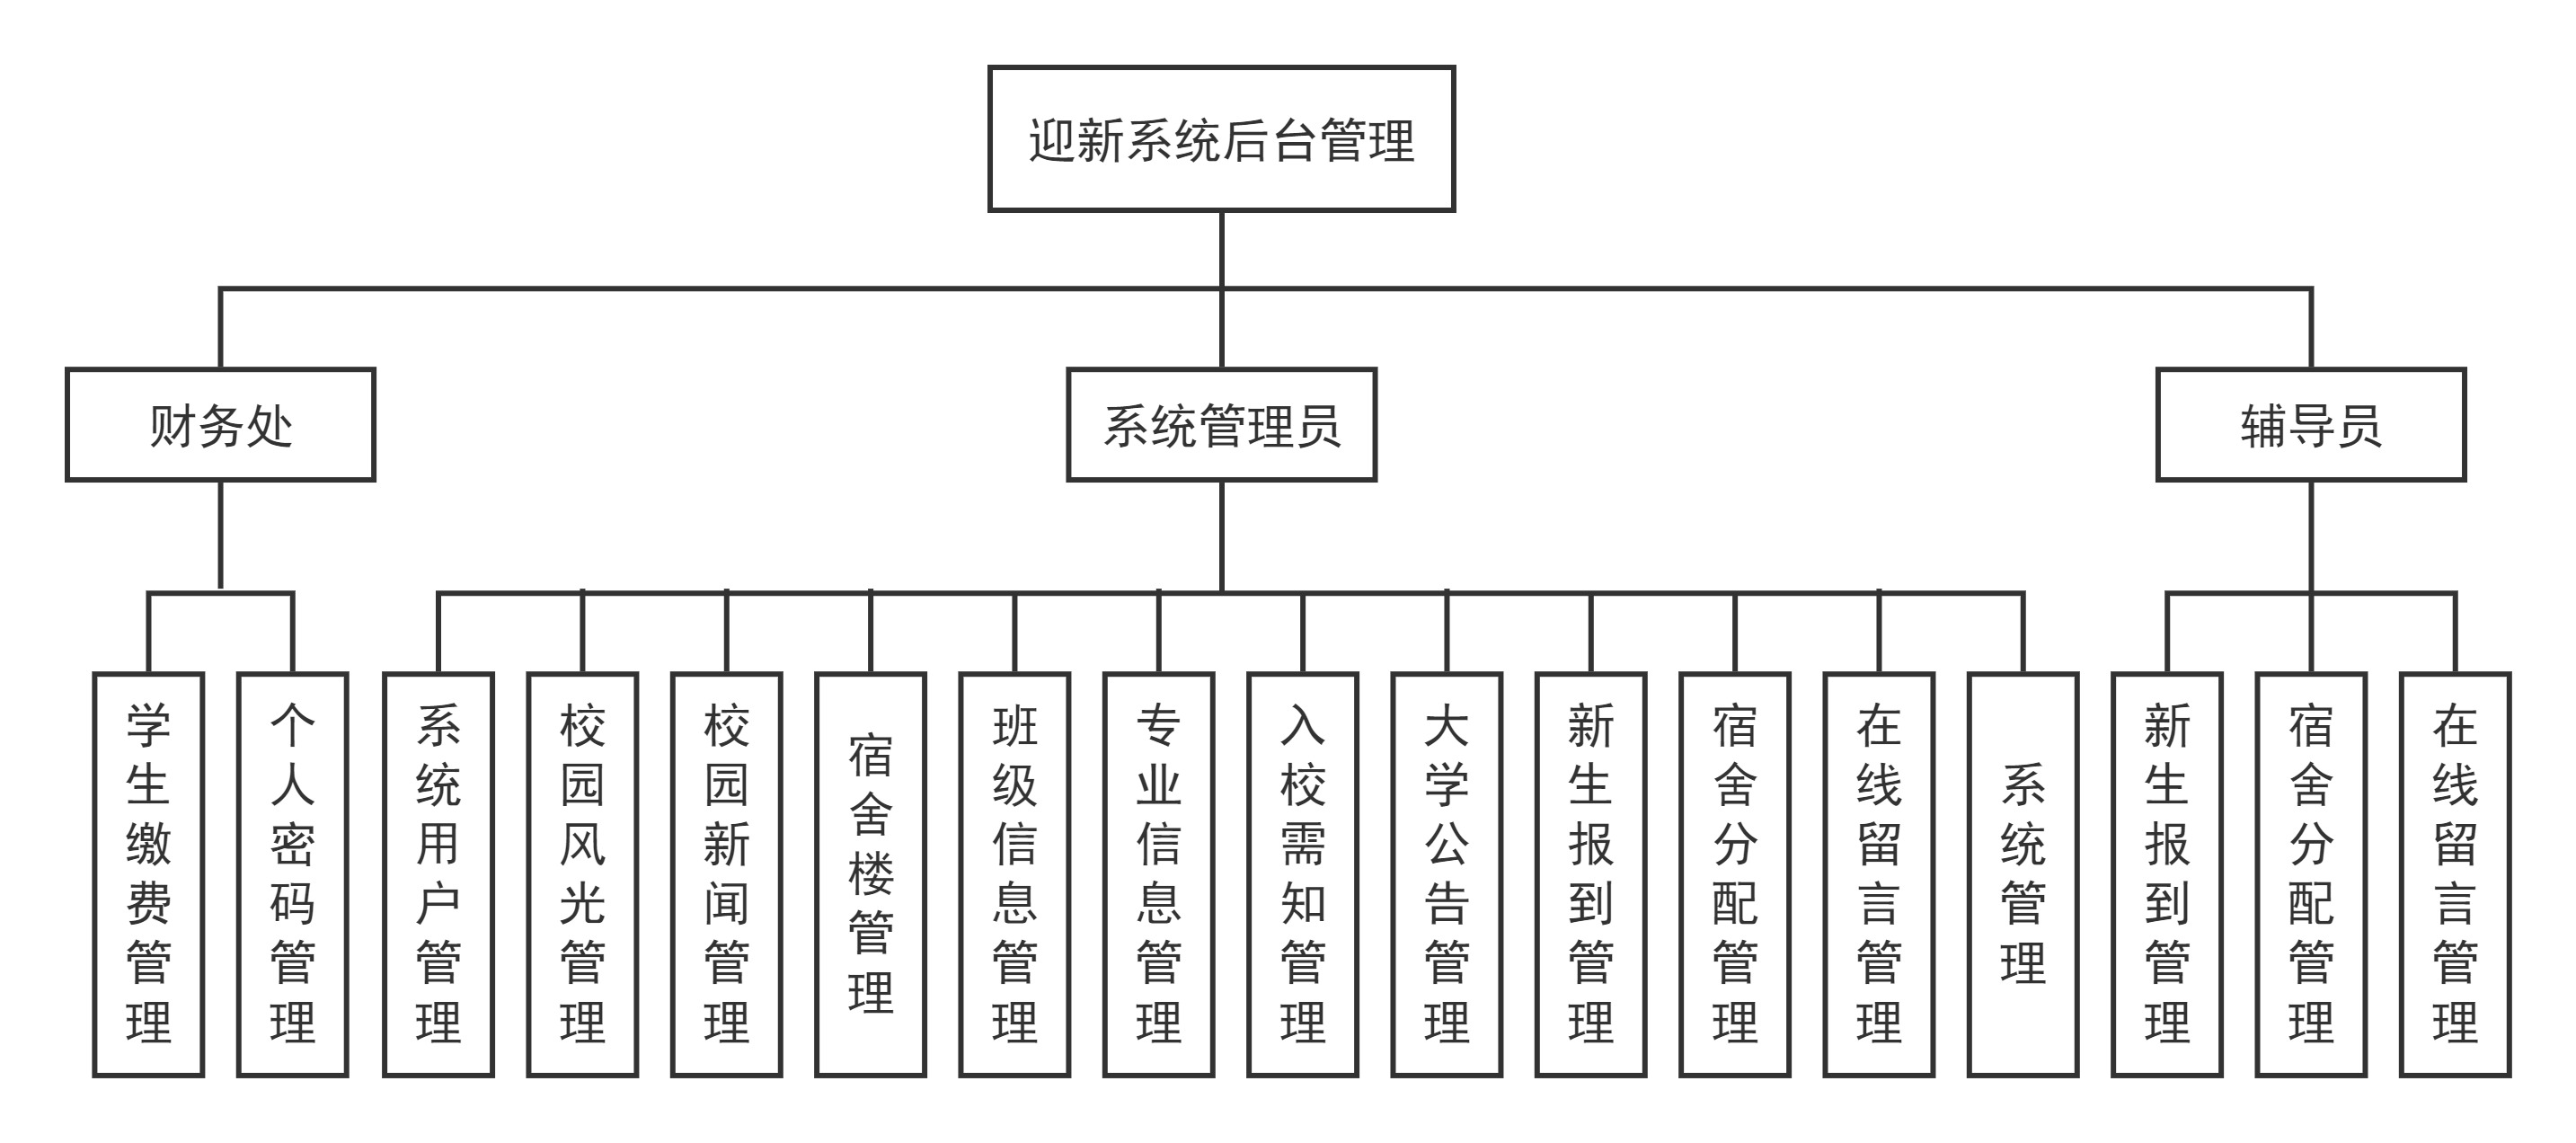 迎新系统后台管理
财务处
系统管理员
辅导员
学生缴费管理
个人密码管理
系统用户管理
校园风光管理
校园新闻管理
宿舍楼管理
班级信息管理
专业信息管理
入校需知管理
大学公告管理
新生报到管理
宿舍分配管理
在线留言管理
系统管理
新生报到管理
宿舍分配管理
在线留言管理